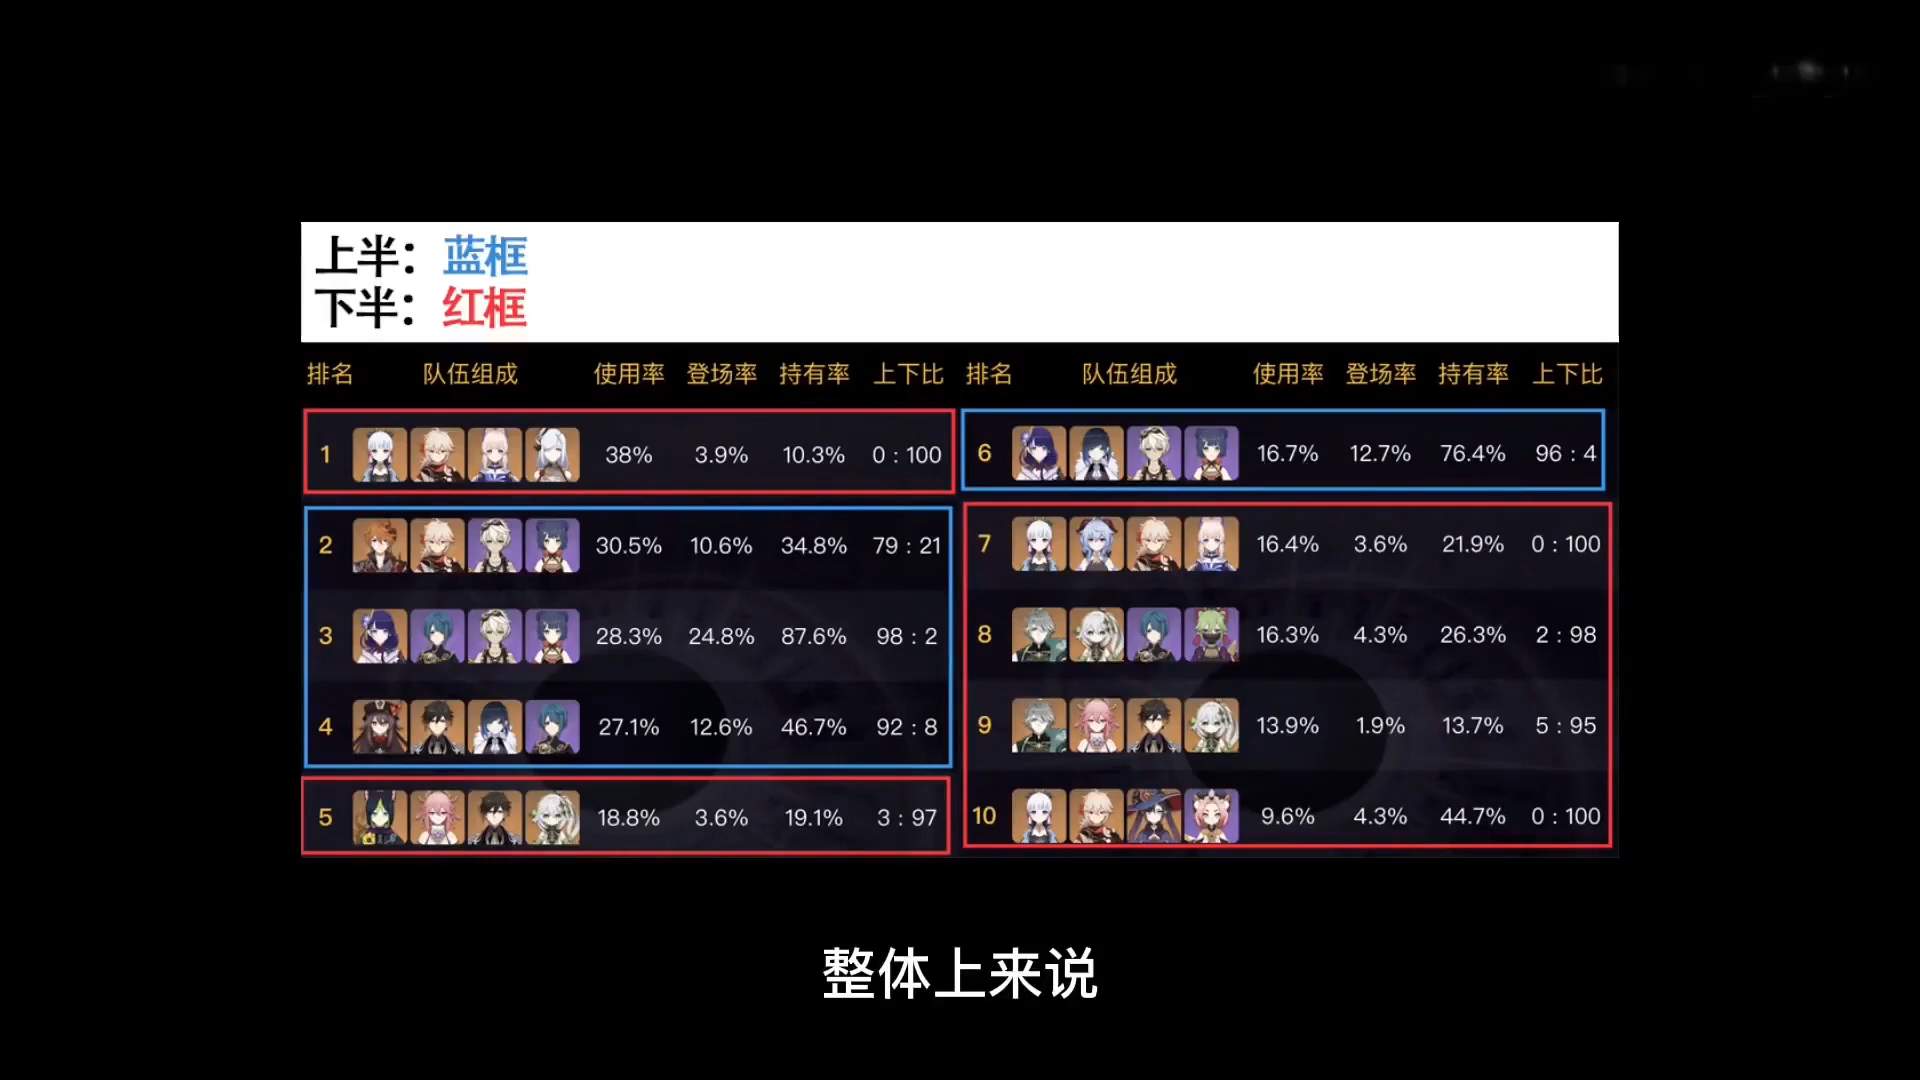 上半：蓝框
下半：红框
排名 队伍组成 使用率 登场率 持有率 上下比 排名 队伍组成 使用率 登场率 持有率 上下比
1 38% 3.9% 10.3% 0 : 100
2 30.5% 10.6% 34.8% 79 : 21
3 28.3% 24.8% 87.6% 98 : 2
4 27.1% 12.6% 46.7% 92 : 8
5 18.8% 3.6% 19.1% 3 : 97
6 16.7% 12.7% 76.4% 96 : 4
7 16.4% 3.6% 21.9% 0 : 100
8 16.3% 4.3% 26.3% 2 : 98
9 13.9% 1.9% 13.7% 5 : 95
10 9.6% 4.3% 44.7% 0 : 100
整体上来说